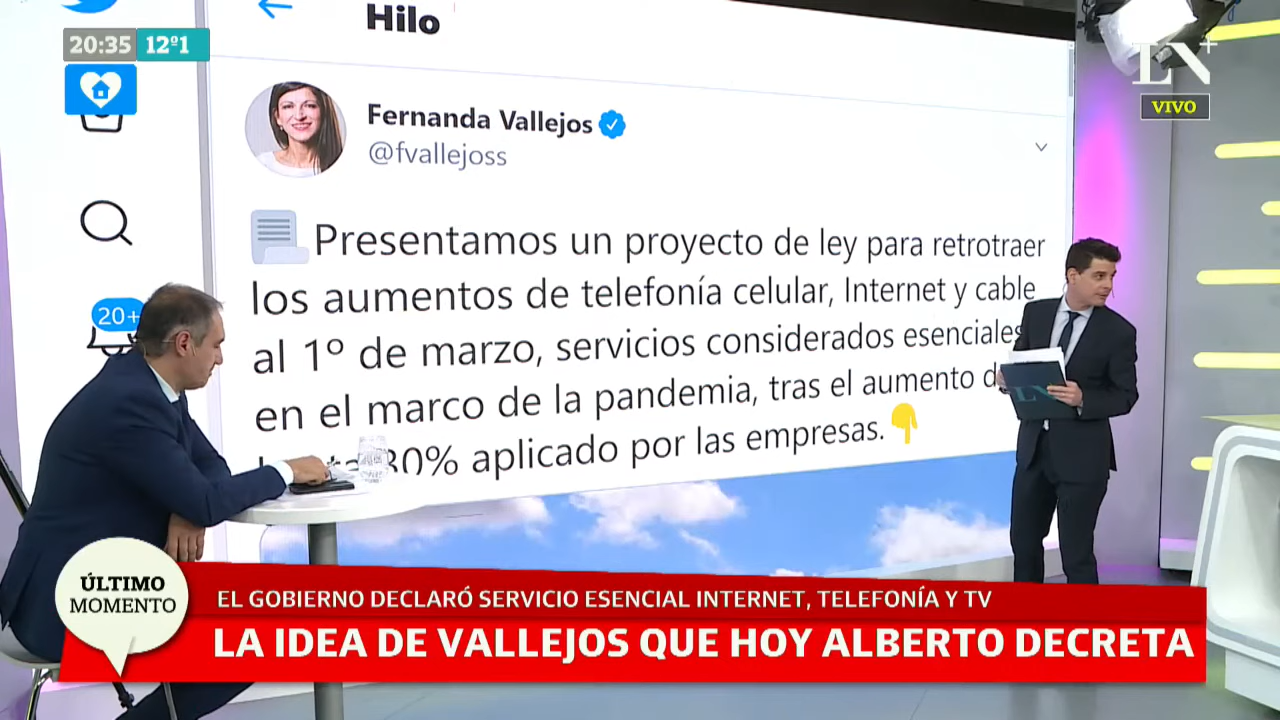 20:35 12º1
LN+
VIVO
Hilo
Fernanda Vallejos
@fvallejoss
Presentamos un proyecto de ley para retrotraer
los aumentos de telefonía celular, Internet y cable
al 1º de marzo, servicios considerados esenciales
en el marco de la pandemia, tras el aumento
30% aplicado por las empresas.
20+
LN
ÚLTIMO
MOMENTO
EL GOBIERNO DECLARÓ SERVICIO ESENCIAL INTERNET, TELEFONÍA Y TV
LA IDEA DE VALLEJOS QUE HOY ALBERTO DECRETA